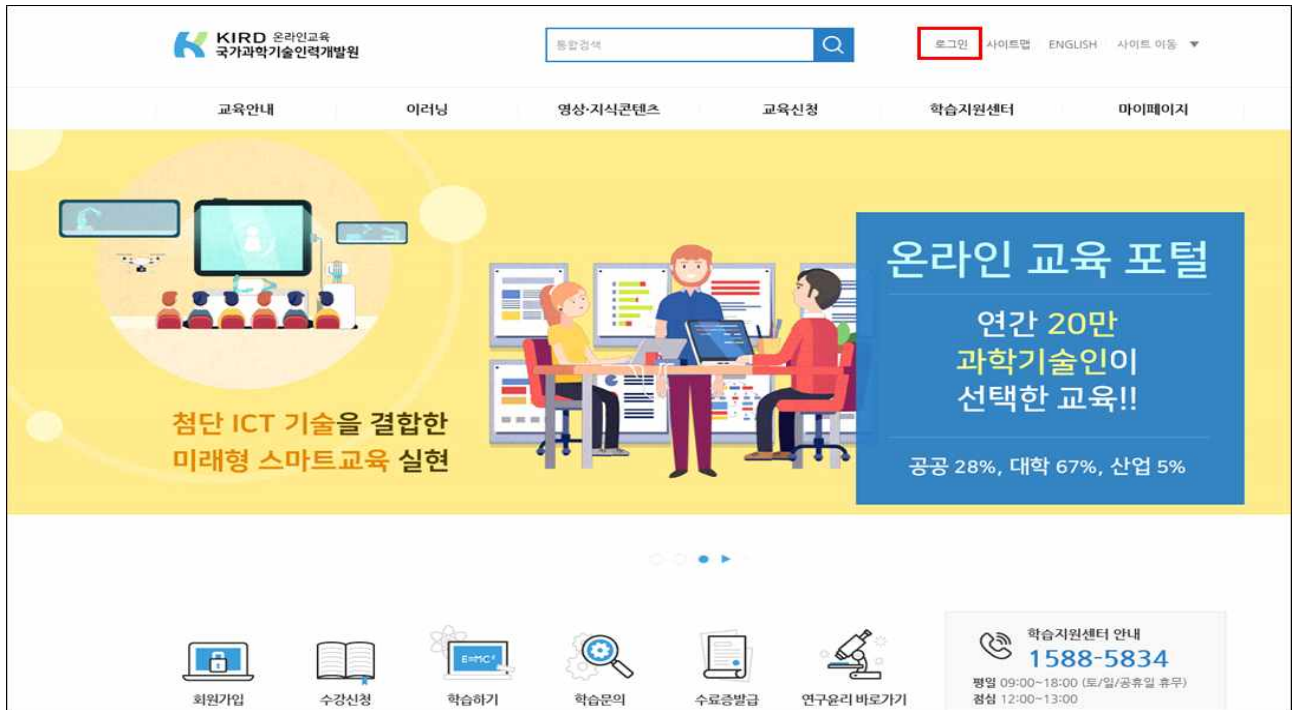 KIRD 온라인교육
국가과학기술인력개발원
통합검색
로그인 사이트맵 ENGLISH 사이트 이동 ▼
교육안내 이러닝 영상·지식콘텐츠 교육신청 학습지원센터 마이페이지
첨단 ICT 기술을 결합한
미래형 스마트교육 실현
온라인 교육 포털
연간 20만
과학기술인이
선택한 교육!!
공공 28%, 대학 67%, 산업 5%
E=mc²
회원가입 수강신청 학습하기 학습문의 수료증발급 연구윤리 바로가기
학습지원센터 안내
1588-5834
평일 09:00~18:00 (토/일/공휴일 휴무)
점심 12:00~13:00